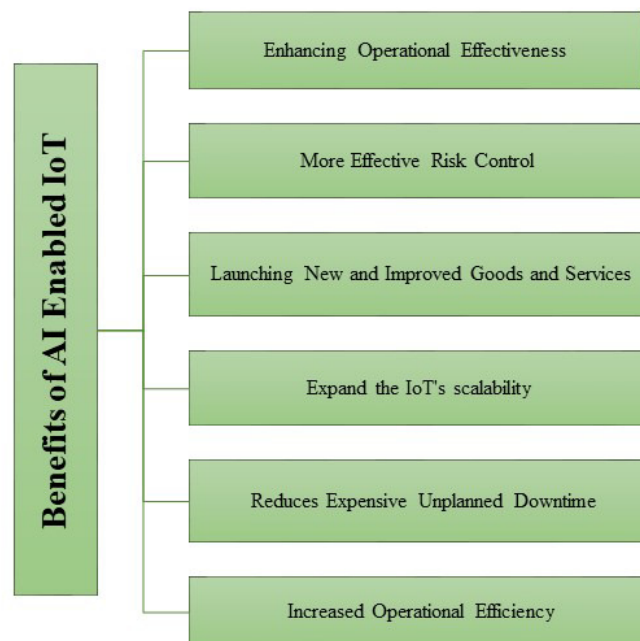 Benefits of AI Enabled IoT
Enhancing Operational Effectiveness
More Effective Risk Control
Launching New and Improved Goods and Services
Expand the IoT's scalability
Reduces Expensive Unplanned Downtime
Increased Operational Efficiency